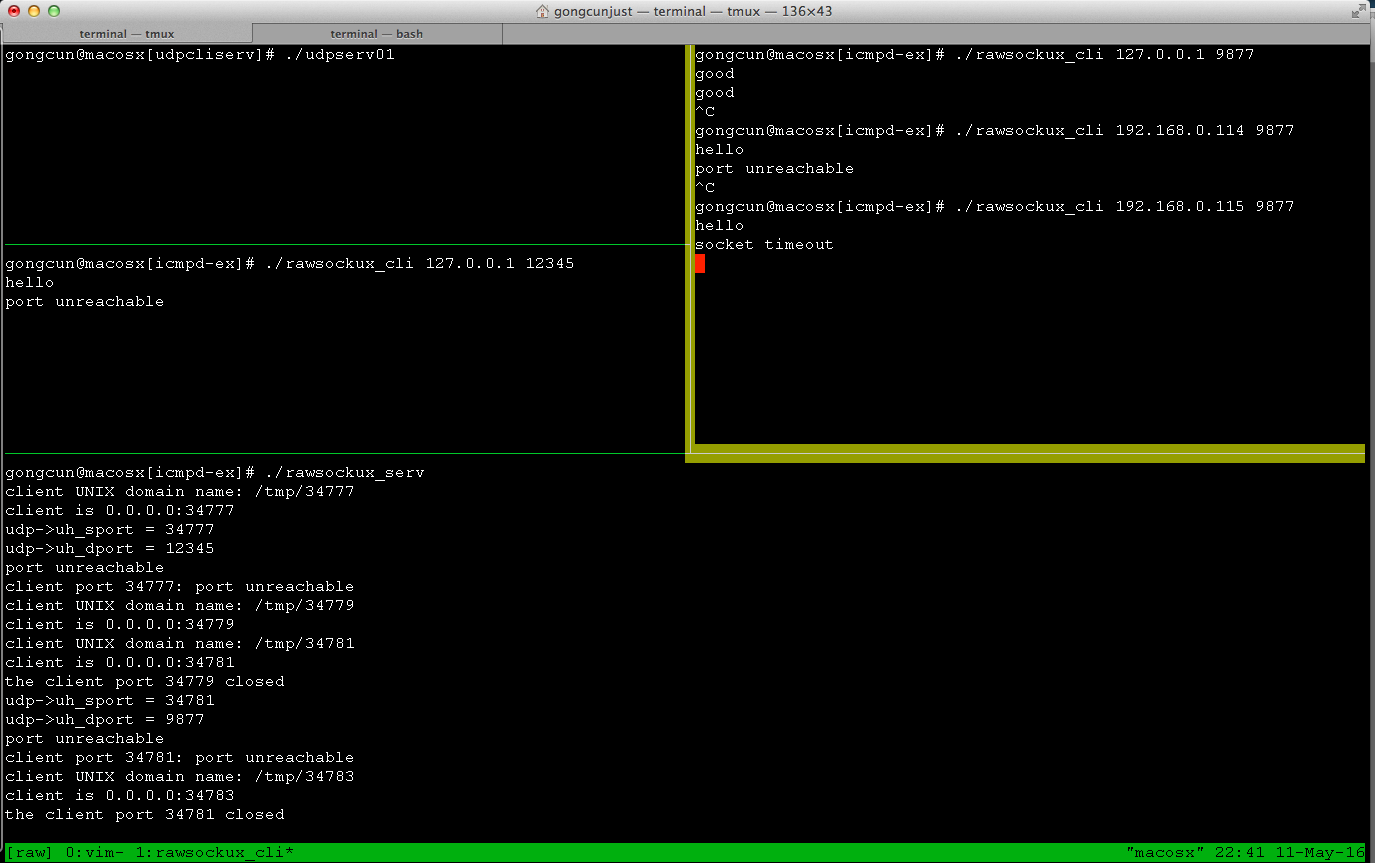 gongcunjust — terminal — tmux — 136×43
terminal — tmux
terminal — bash
gongcun@macosx[udpcliserv]# ./udpserv01
gongcun@macosx[icmpd-ex]# ./rawsockux_cli 127.0.0.1 12345
hello
port unreachable
gongcun@macosx[icmpd-ex]# ./rawsockux_cli 127.0.0.1 9877
good
good
^C
gongcun@macosx[icmpd-ex]# ./rawsockux_cli 192.168.0.114 9877
hello
port unreachable
^C
gongcun@macosx[icmpd-ex]# ./rawsockux_cli 192.168.0.115 9877
hello
socket timeout
gongcun@macosx[icmpd-ex]# ./rawsockux_serv
client UNIX domain name: /tmp/34777
client is 0.0.0.0:34777
udp->uh_sport = 34777
udp->uh_dport = 12345
port unreachable
client port 34777: port unreachable
client UNIX domain name: /tmp/34779
client is 0.0.0.0:34779
client UNIX domain name: /tmp/34781
client is 0.0.0.0:34781
the client port 34779 closed
udp->uh_sport = 34781
udp->uh_dport = 9877
port unreachable
client port 34781: port unreachable
client UNIX domain name: /tmp/34783
client is 0.0.0.0:34783
the client port 34781 closed
[raw] 0:vim- 1:rawsockux_cli* "macosx" 22:41 11-May-16